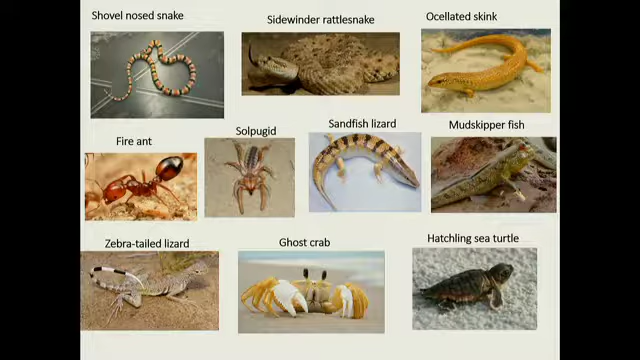 Shovel nosed snake
Sidewinder rattlesnake
Ocellated skink
Fire ant
Solpugid
Sandfish lizard
Mudskipper fish
Zebra-tailed lizard
Ghost crab
Hatchling sea turtle